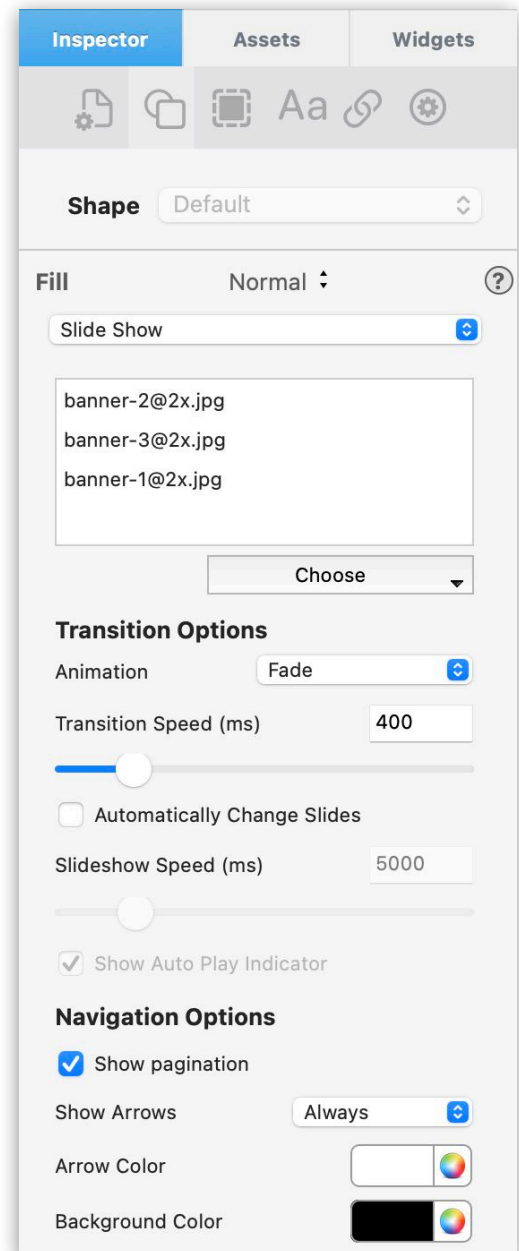 Inspector Assets Widgets
Aa
Shape Default
Fill Normal ?
Slide Show
banner-2@2x.jpg
banner-3@2x.jpg
banner-1@2x.jpg
Choose
Transition Options
Animation Fade
Transition Speed (ms) 400
Automatically Change Slides
Slideshow Speed (ms) 5000
Show Auto Play Indicator
Navigation Options
Show pagination
Show Arrows Always
Arrow Color
Background Color